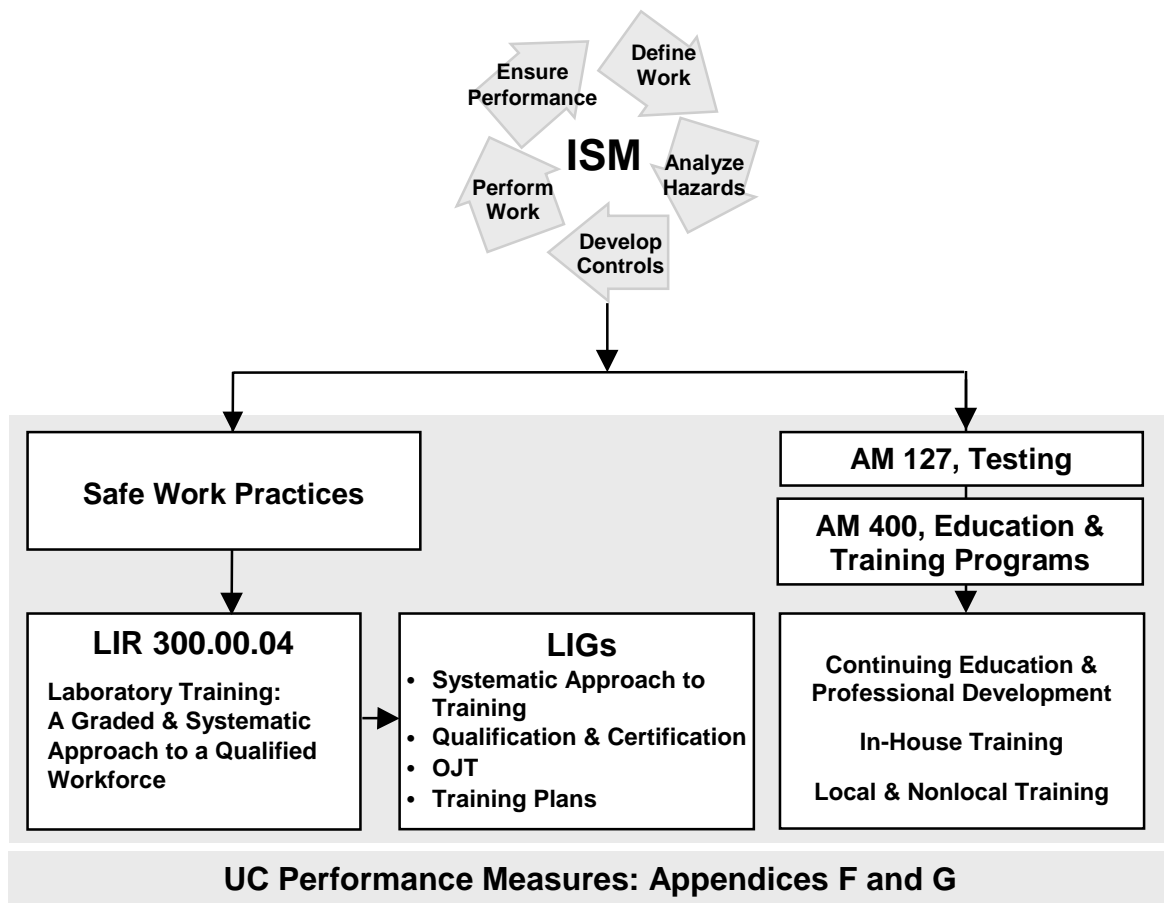 Ensure
Performance
Define
Work
ISM
Analyze
Hazards
Perform
Work
Develop
Controls
Safe Work Practices
AM 127, Testing
AM 400, Education &
Training Programs
LIR 300.00.04
Laboratory Training:
A Graded & Systematic
Approach to a Qualified
Workforce
LIGs
• Systematic Approach to
Training
• Qualification & Certification
• OJT
• Training Plans
Continuing Education &
Professional Development
In-House Training
Local & Nonlocal Training
UC Performance Measures: Appendices F and G